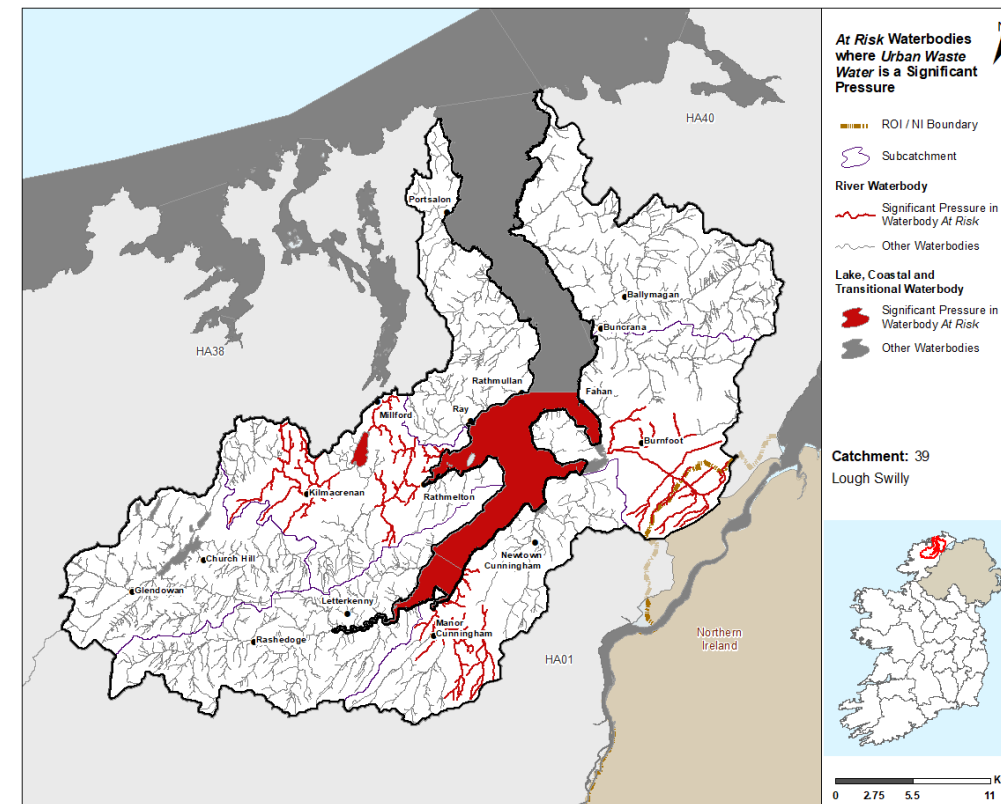 HA40
Portsalon
Ballymagan
Buncrana
HA38
Rathmullan
Fahan
Ray
Millford
Burnfoot
Kilmacrenan
Rathmelton
Church Hill
Newtown
Cunningham
Glendowan
Letterkenny
Manor
Cunningham
Rashedoge
HA01
Northern
Ireland
At Risk Waterbodies
where Urban Waste
Water is a Significant
Pressure
ROI / NI Boundary
Subcatchment
River Waterbody
Significant Pressure in
Waterbody At Risk
Other Waterbodies
Lake, Coastal and
Transitional Waterbody
Significant Pressure in
Waterbody At Risk
Other Waterbodies
Catchment: 39
Lough Swilly
0 2.75 5.5 11